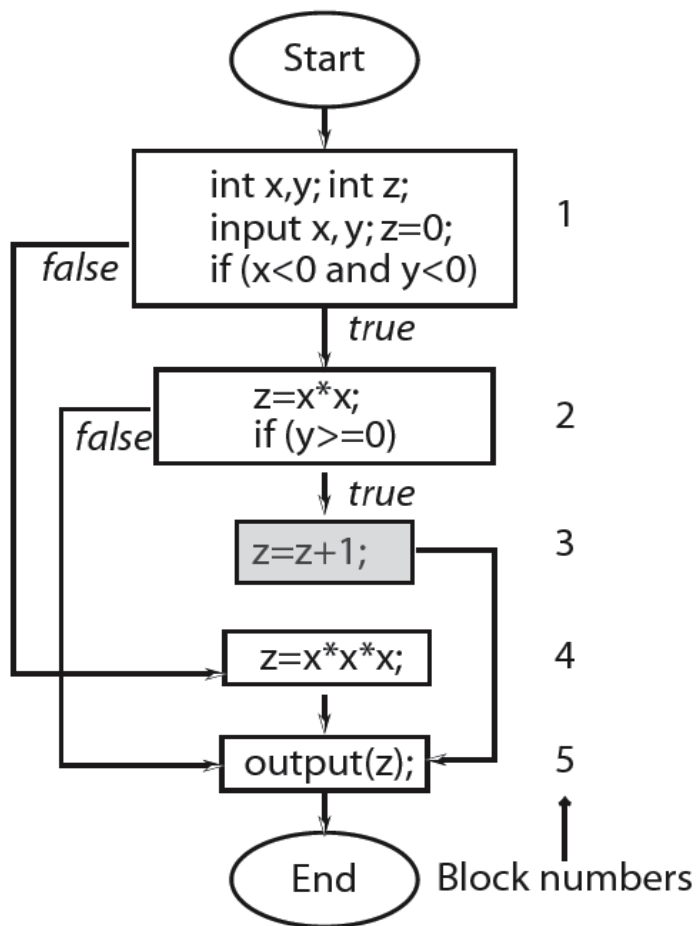 Start
int x,y; int z;
input x, y; z=0;
if (x<0 and y<0)
1
false
true
z=x*x;
if (y>=0)
2
false
true
z=z+1;
3
z=x*x*x;
4
output(z);
5
End
Block numbers